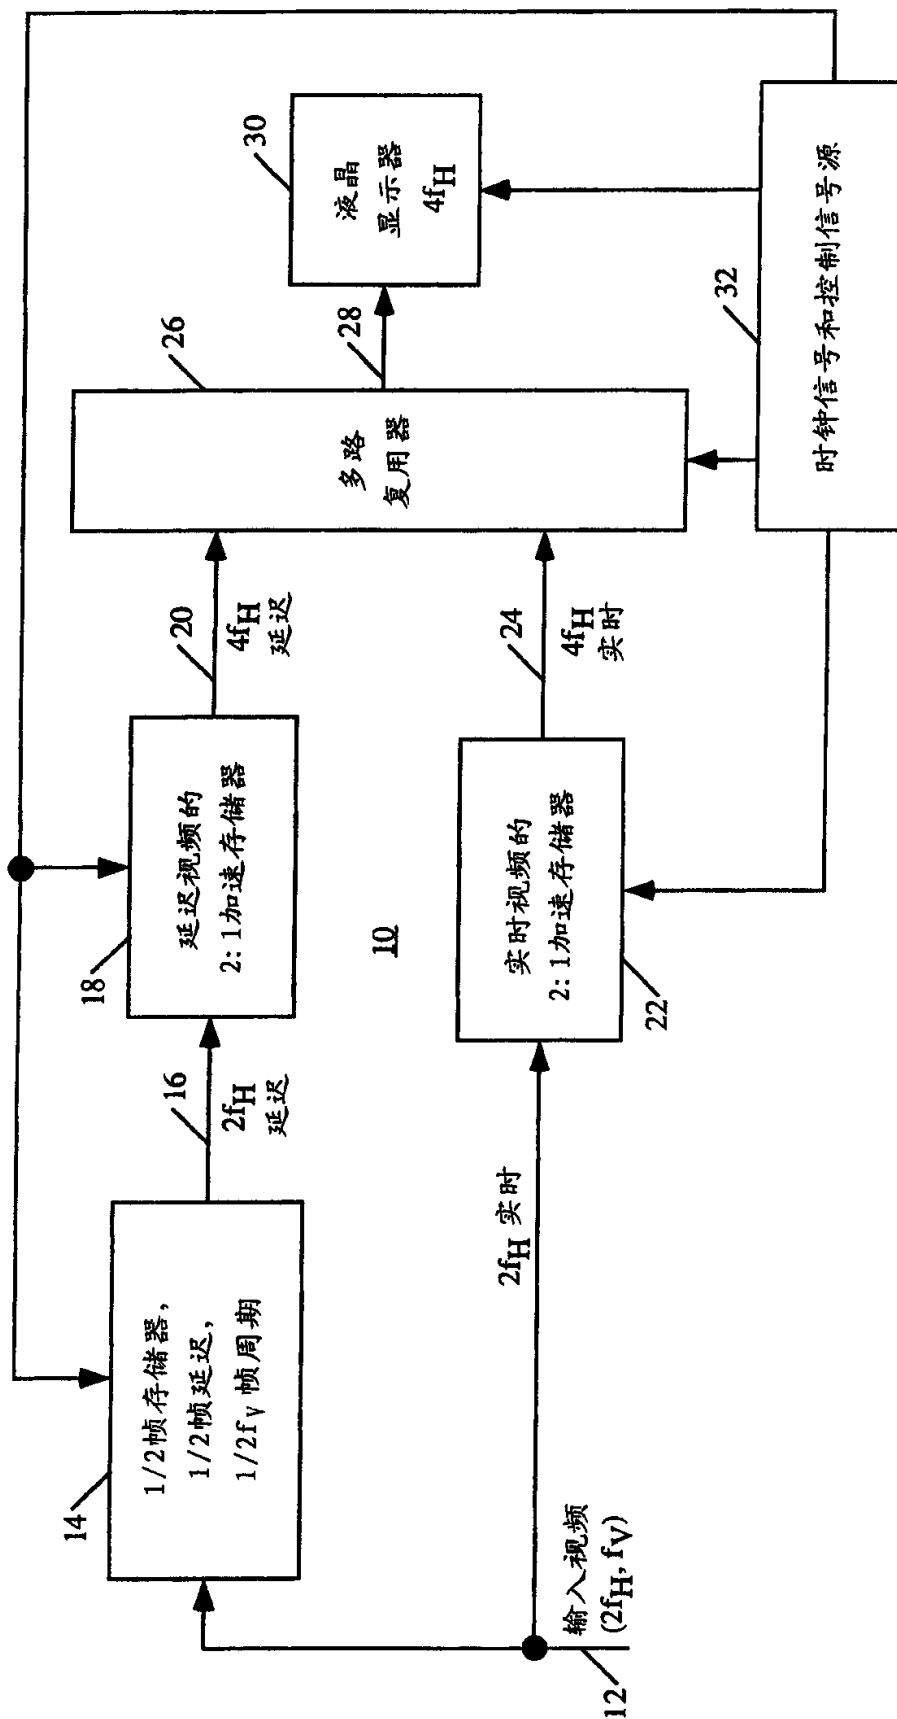 12
输入视频
(2fH, fV)
14
1/2帧存储器,
1/2帧延迟,
1/2fV 帧周期
16
2fH
延迟
18
延迟视频的
2:1加速存储器
20
4fH
延迟
2fH 实时
22
实时视频的
2:1加速存储器
24
4fH
实时
10
26
多路
复用器
28
30
液晶
显示器
4fH
32
时钟信号和控制信号源